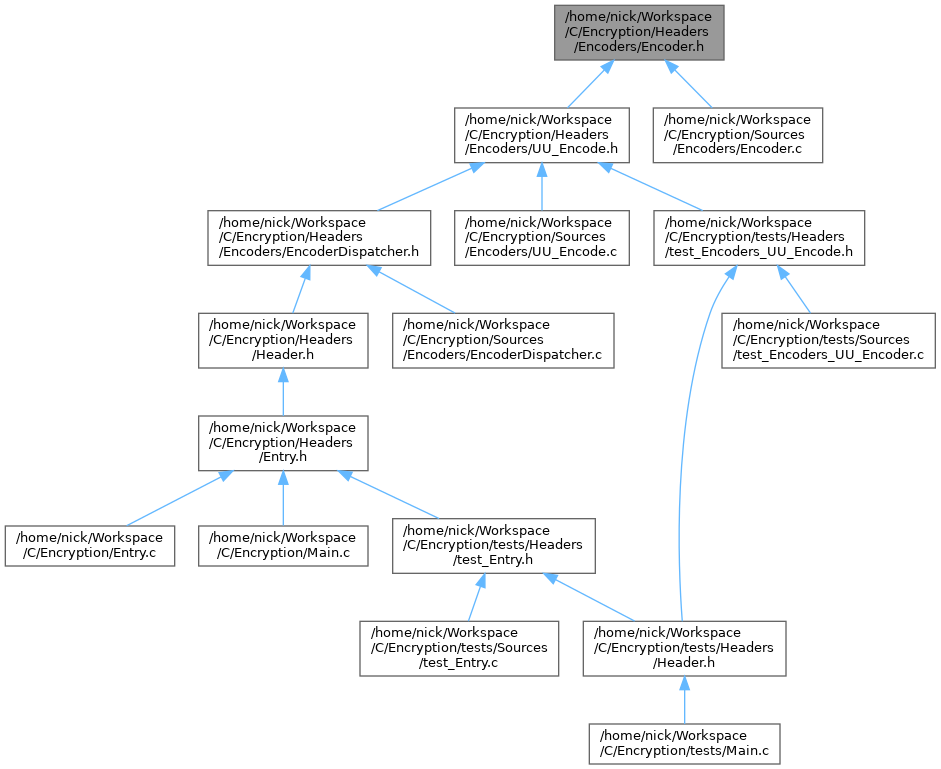 /home/nick/Workspace
/C/Encryption/Headers
/Encoders/Encoder.h
/home/nick/Workspace
/C/Encryption/Headers
/Encoders/UU_Encode.h
/home/nick/Workspace
/C/Encryption/Sources
/Encoders/Encoder.c
/home/nick/Workspace
/C/Encryption/Headers
/Encoders/EncoderDispatcher.h
/home/nick/Workspace
/C/Encryption/Sources
/Encoders/UU_Encode.c
/home/nick/Workspace
/C/Encryption/tests/Headers
/test_Encoders_UU_Encode.h
/home/nick/Workspace
/C/Encryption/Headers
/Header.h
/home/nick/Workspace
/C/Encryption/Sources
/Encoders/EncoderDispatcher.c
/home/nick/Workspace
/C/Encryption/tests/Sources
/test_Encoders_UU_Encoder.c
/home/nick/Workspace
/C/Encryption/Headers
/Entry.h
/home/nick/Workspace
/C/Encryption/Entry.c
/home/nick/Workspace
/C/Encryption/Main.c
/home/nick/Workspace
/C/Encryption/tests/Headers
/test_Entry.h
/home/nick/Workspace
/C/Encryption/tests/Sources
/test_Entry.c
/home/nick/Workspace
/C/Encryption/tests/Headers
/Header.h
/home/nick/Workspace
/C/Encryption/tests/Main.c